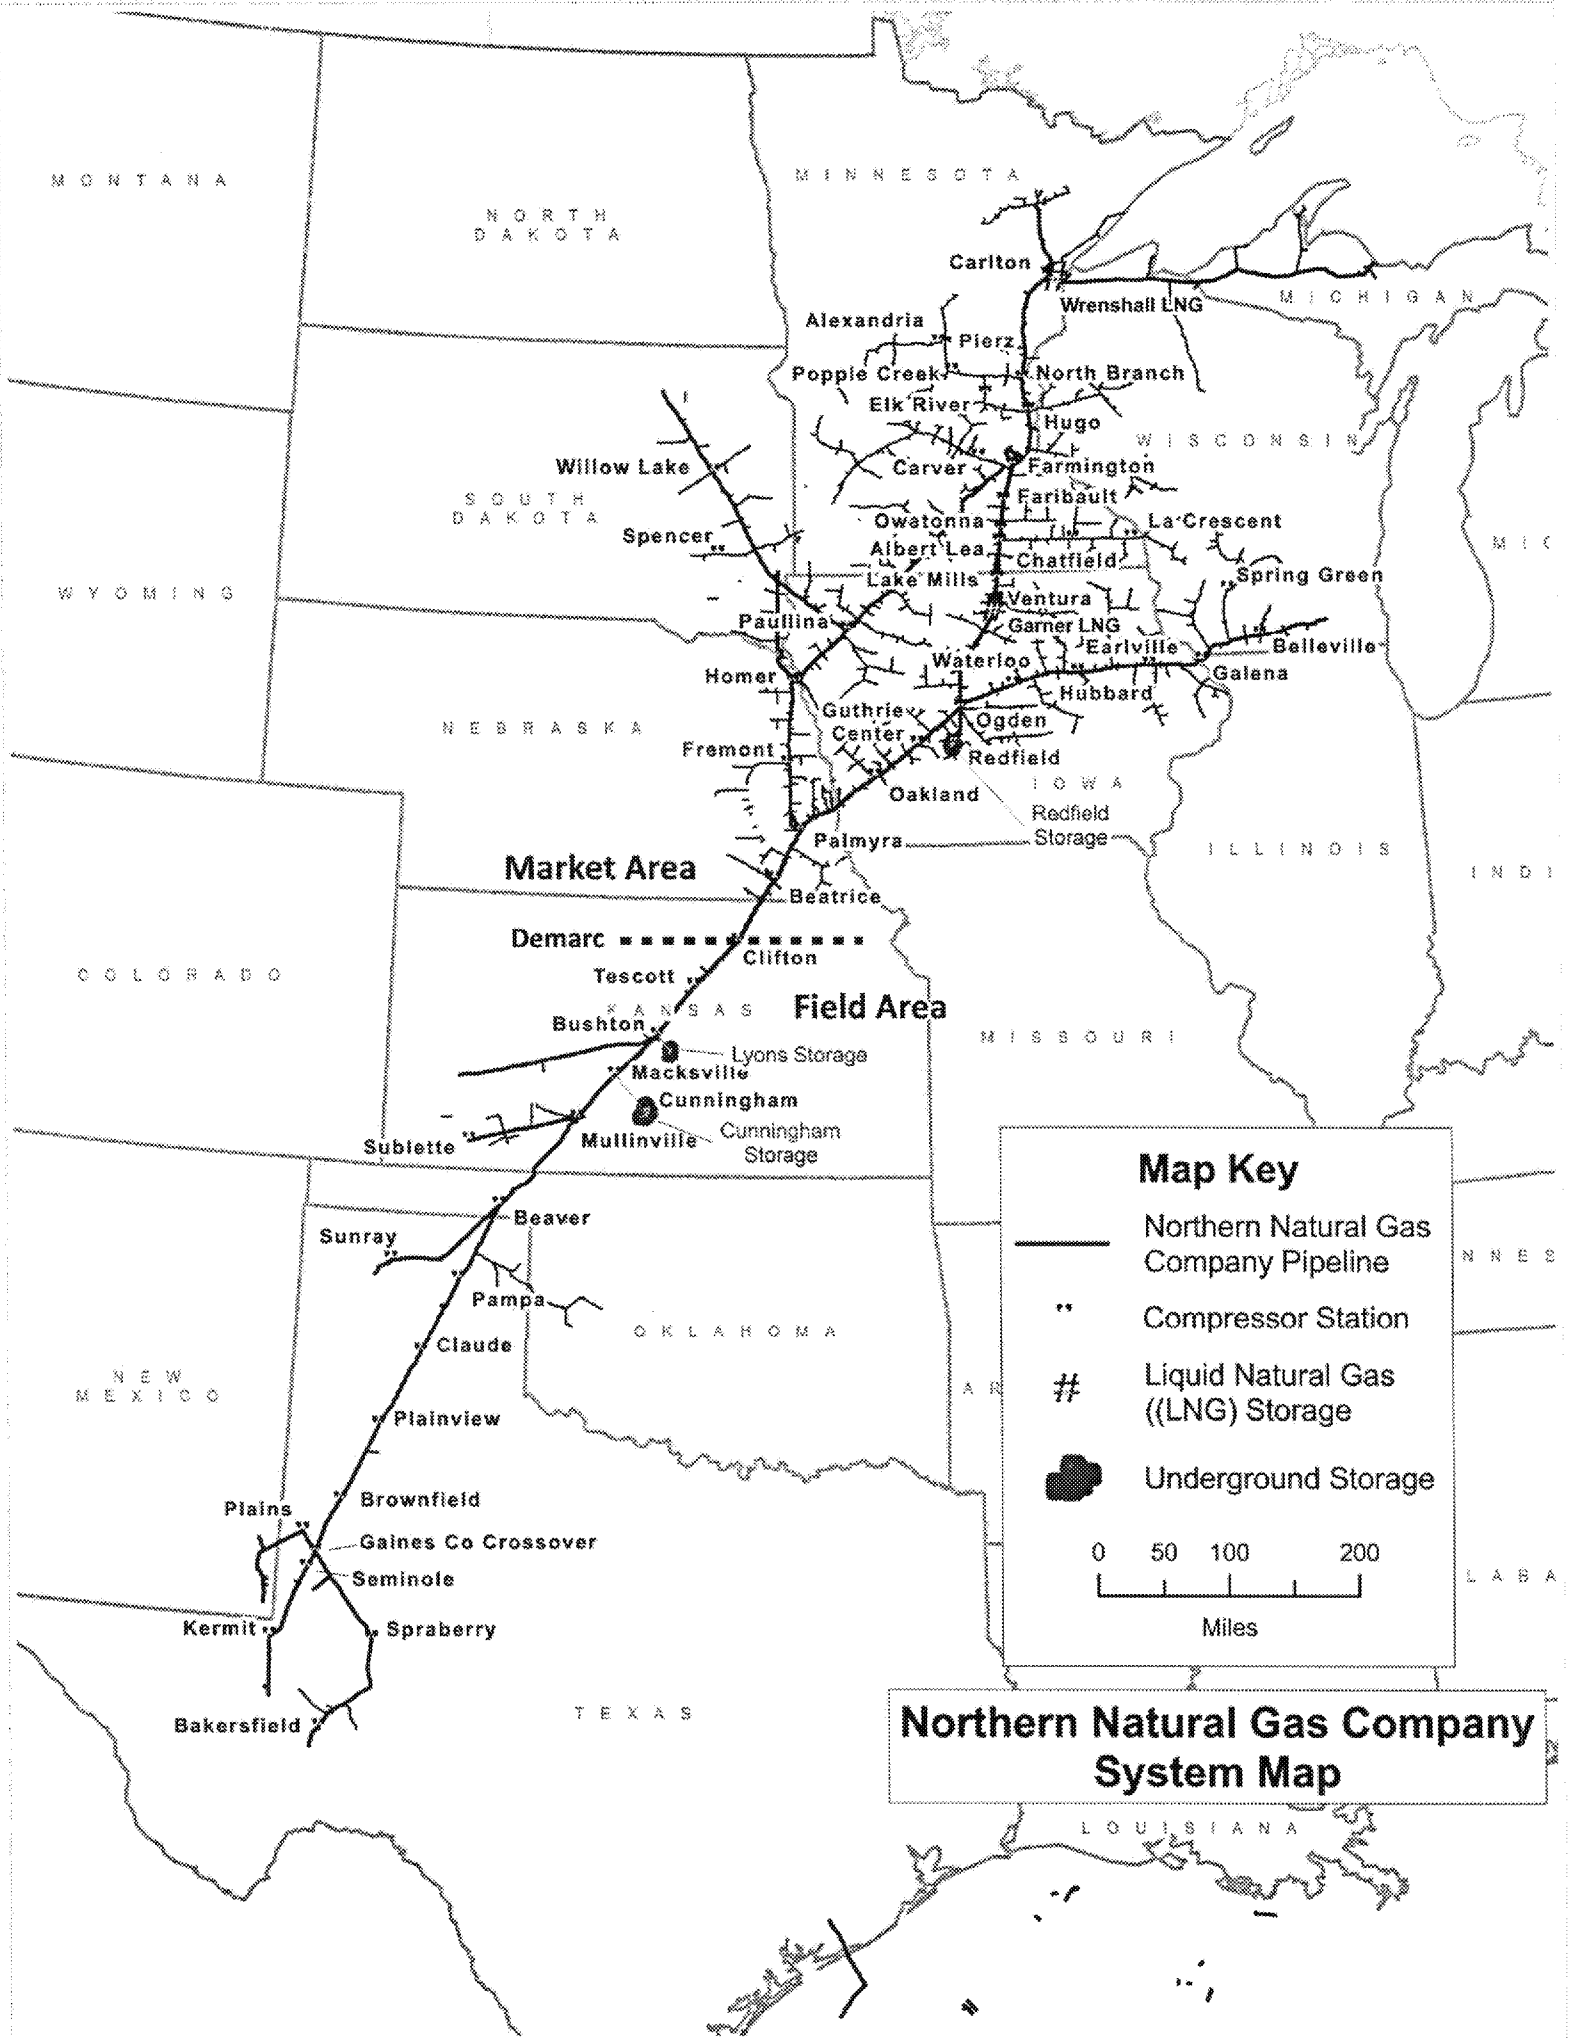 MONTANA
NORTH
DAKOTA
MINNESOTA
Carlton
Wrenshall LNG
MICHIGAN
Alexandria
Pierz
Popple Creek
North Branch
Elk River
Hugo
WISCONSIN
Willow Lake
Carver
Farmington
SOUTH
DAKOTA
Faribault
Spencer
Owatonna
La Crescent
Albert Lea
Chatfield
MIC
WYOMING
Lake Mills
Spring Green
Ventura
Paullina
Garner LNG
Waterloo
Earlville
Belleville
Homer
Hubbard
Galena
NEBRASKA
Guthrie
Center
Ogden
Fremont
Redfield
IOWA
Oakland
Redfield
Storage
Palmyra
ILLINOIS
Market Area
INDI
Beatrice
Demarc
Clifton
COLORADO
Tescott
KANSAS
Field Area
Bushton
MISSOURI
Lyons Storage
Macksville
Cunningham
Sublette
Mullinville
Cunningham
Storage
Map Key
Beaver
Northern Natural Gas
Company Pipeline
Sunray
NNES
Pampa
Compressor Station
OKLAHOMA
Claude
NEW
MEXICO
AR
# Liquid Natural Gas
((LNG) Storage
Plainview
Underground Storage
Plains
Brownfield
Gaines Co Crossover
0 50 100 200
Seminole
LABA
Kermit
Spraberry
Miles
Bakersfield
TEXAS
Northern Natural Gas Company
System Map
LOUISIANA